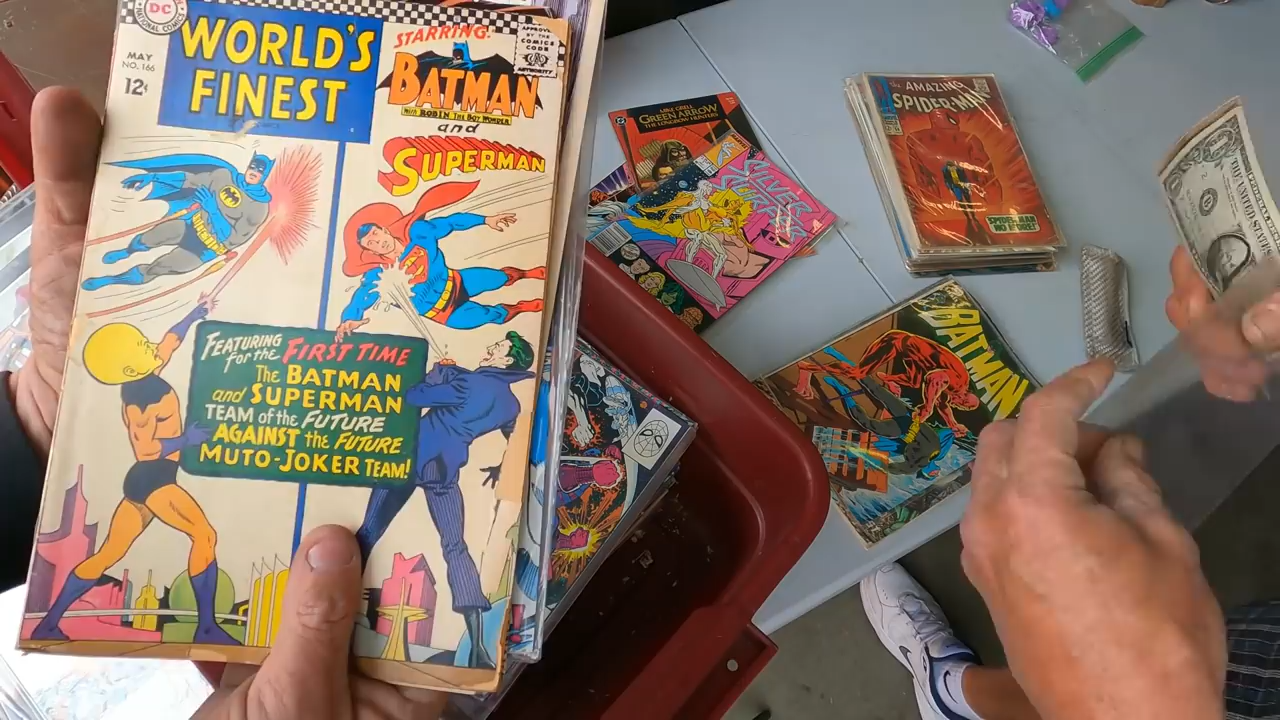 DC
NATIONAL COMICS
WORLD'S
FINEST
MAY
NO. 166
12¢
STARRING:
BATMAN
With ROBIN THE BOY WONDER
and
SUPERMAN
APPROVED
BY THE
COMICS
CODE
AUTHORITY
FEATURING
for the FIRST TIME
The BATMAN
and SUPERMAN
TEAM of the FUTURE
AGAINST the FUTURE
MUTO-JOKER TEAM!
MIKE GRELL
GREEN ARROW
THE LONGBOW HUNTERS
SILVER
SURFER
AMAZING
SPIDER-MAN
SPIDER-MAN
NO MORE!
BATMAN